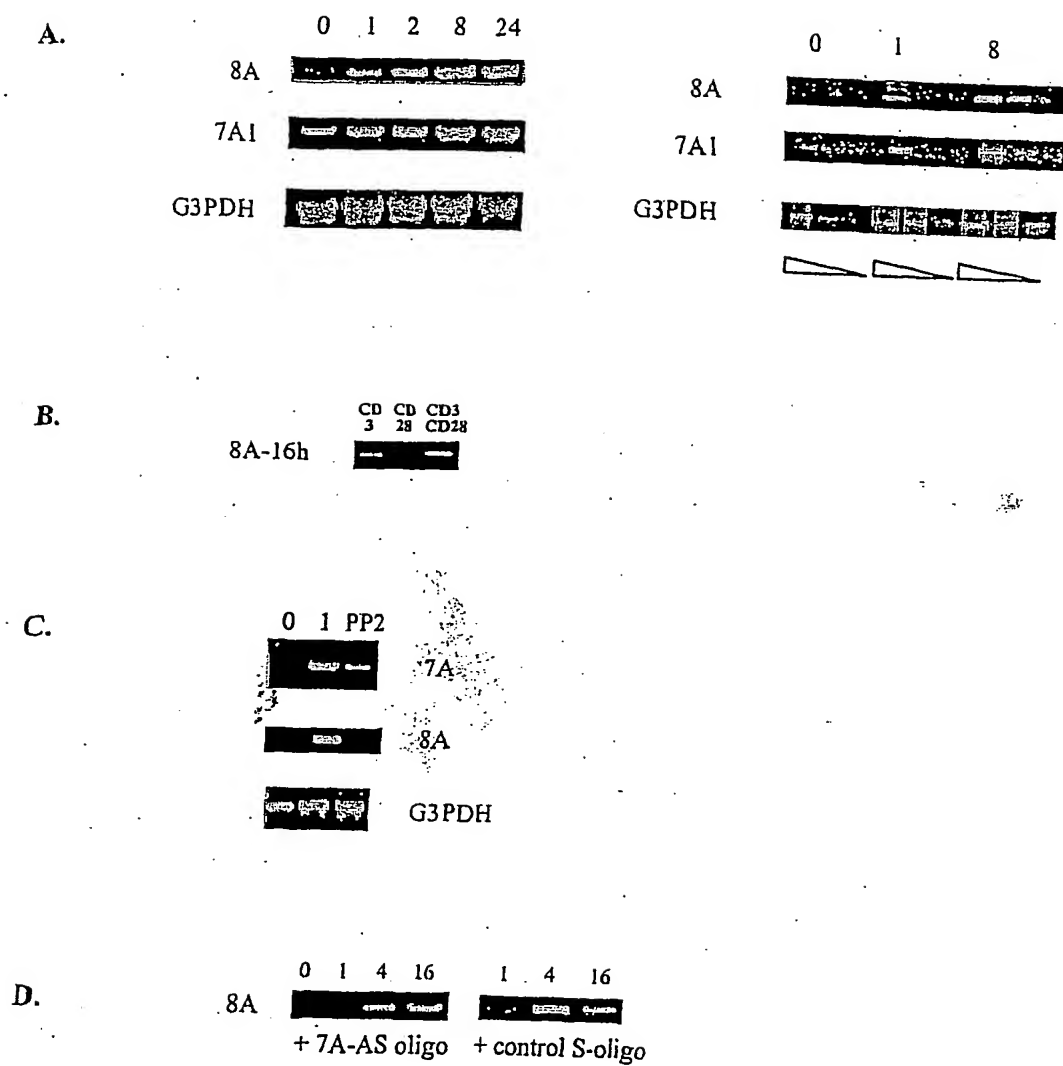 A.
0 1 2 8 24
8A
7A1
G3PDH
0 1 8
8A
7A1
G3PDH
B.
CD 3 CD 28 CD3 CD28
8A-16h
C.
0 1 PP2
7A
8A
G3PDH
D.
0 1 4 16
8A
+ 7A-AS oligo
1 4 16
+ control S-oligo